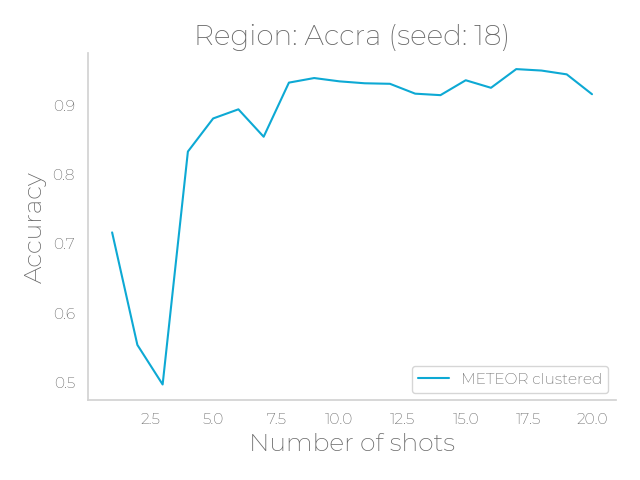 Region: Accra (seed: 18)
Accuracy
0.9
0.8
0.7
0.6
0.5
METEOR clustered
2.5 5.0 7.5 10.0 12.5 15.0 17.5 20.0
Number of shots